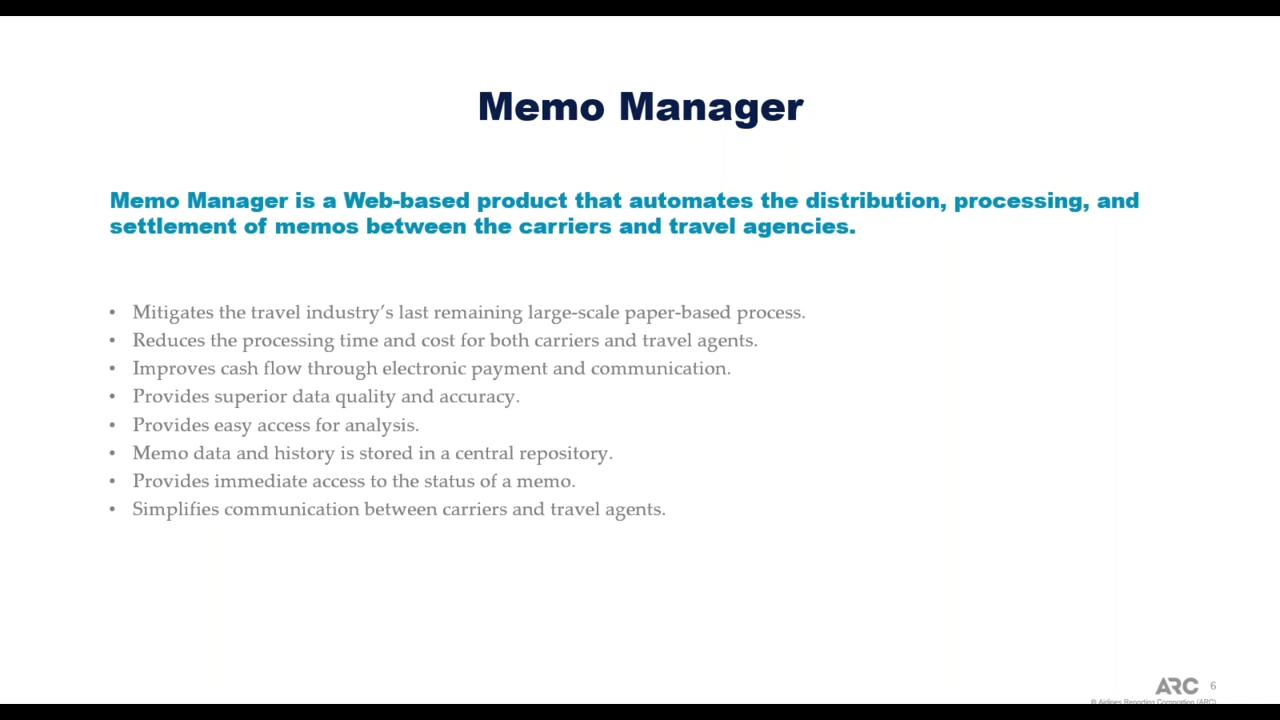 Memo Manager
Memo Manager is a Web-based product that automates the distribution, processing, and
settlement of memos between the carriers and travel agencies.
• Mitigates the travel industry’s last remaining large-scale paper-based process.
• Reduces the processing time and cost for both carriers and travel agents.
• Improves cash flow through electronic payment and communication.
• Provides superior data quality and accuracy.
• Provides easy access for analysis.
• Memo data and history is stored in a central repository.
• Provides immediate access to the status of a memo.
• Simplifies communication between carriers and travel agents.
ARC 6
© Airlines Reporting Corporation (ARC)